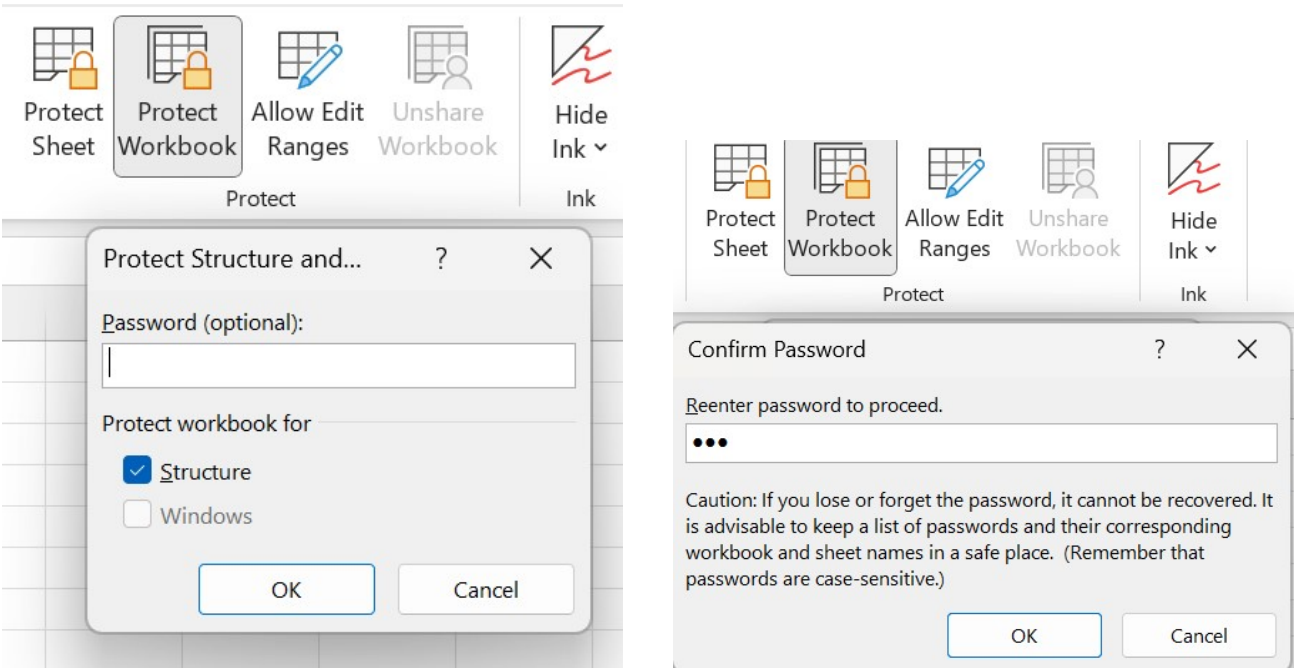 Protect Sheet
Protect Workbook
Allow Edit Ranges
Unshare Workbook
Hide Ink
Protect
Ink
Protect Structure and...
?
Password (optional):
Protect workbook for
Structure
Windows
OK
Cancel
Protect Sheet
Protect Workbook
Allow Edit Ranges
Unshare Workbook
Hide Ink
Protect
Ink
Confirm Password
?
Reenter password to proceed.
●●●
Caution: If you lose or forget the password, it cannot be recovered. It
is advisable to keep a list of passwords and their corresponding
workbook and sheet names in a safe place. (Remember that
passwords are case-sensitive.)
OK
Cancel